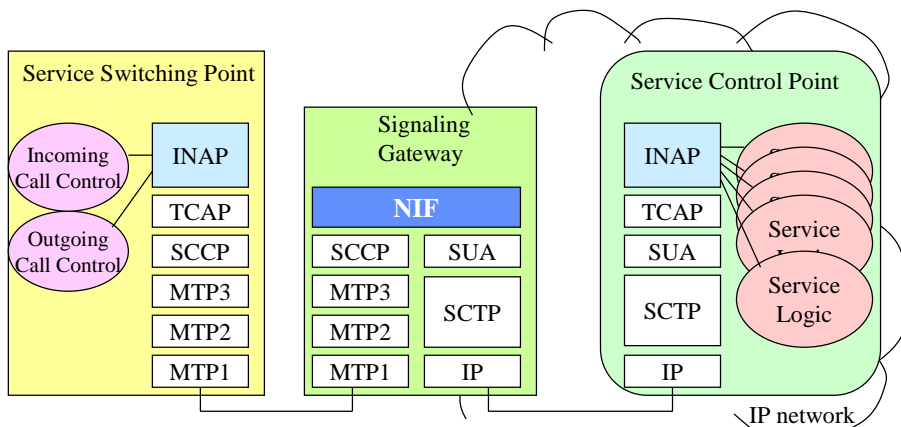 Service Switching Point
Incoming
Call Control
Outgoing
Call Control
INAP
TCAP
SCCP
MTP3
MTP2
MTP1
Signaling
Gateway
NIF
SCCP
MTP3
MTP2
MTP1
SUA
SCTP
IP
Service Control Point
INAP
TCAP
SUA
SCTP
IP
Service
Service
Logic
IP network